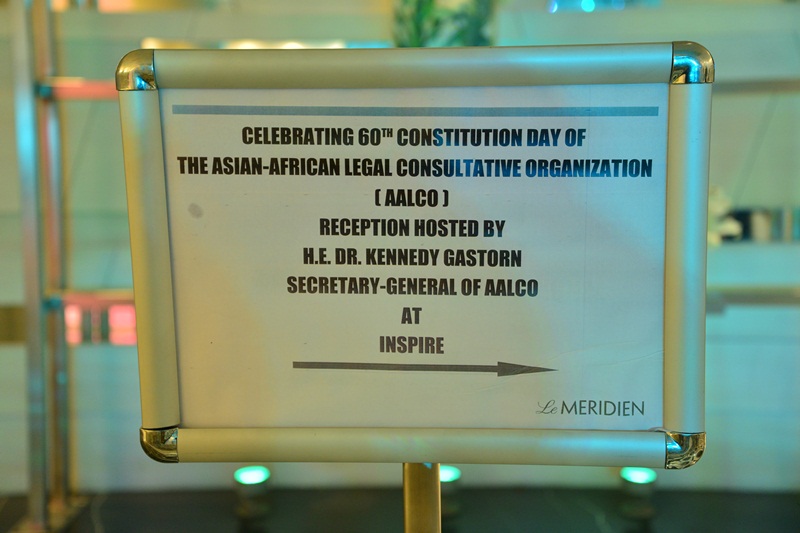 CELEBRATING 60TH CONSTITUTION DAY OF
THE ASIAN-AFRICAN LEGAL CONSULTATIVE ORGANIZATION
( AALCO )
RECEPTION HOSTED BY
H.E. DR. KENNEDY GASTORN
SECRETARY-GENERAL OF AALCO
AT
INSPIRE
Le MERIDIEN